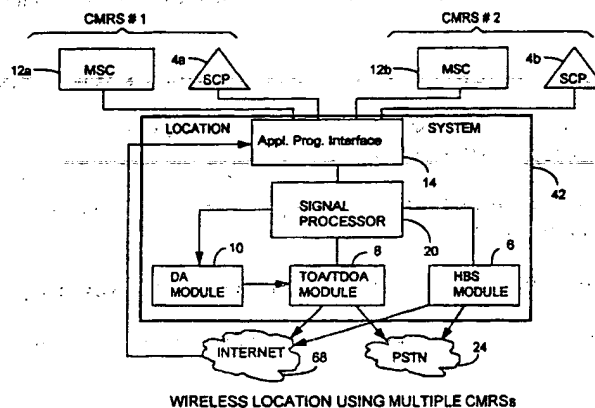 CMRS # 1
CMRS # 2
12a
MSC
4a
SCP
12b
MSC
4b
SCP
LOCATION
Appl. Prog. Interface
SYSTEM
14
42
SIGNAL
PROCESSOR
20
10
DA
MODULE
8
TOA/TDOA
MODULE
6
HBS
MODULE
INTERNET
68
PSTN
24
WIRELESS LOCATION USING MULTIPLE CMRSs